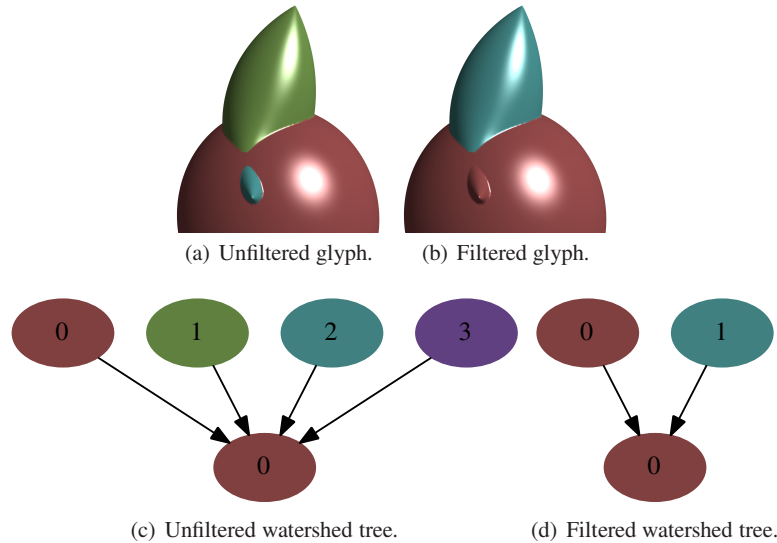 (a) Unfiltered glyph. (b) Filtered glyph.
0 1 2 3 0 1
0 0
(c) Unfiltered watershed tree. (d) Filtered watershed tree.